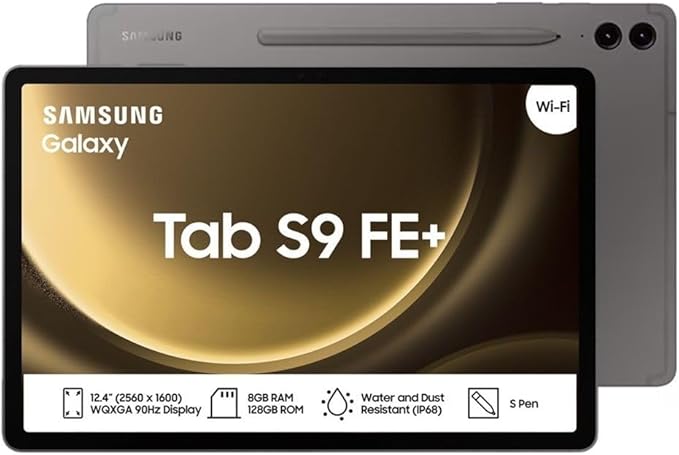 SAMSUNG
Wi-Fi
SAMSUNG
Galaxy
Tab S9 FE+
12.4" (2560 x 1600)
WQXGA 90Hz Display
8GB RAM
128GB ROM
Water and Dust
Resistant (IP68)
S Pen